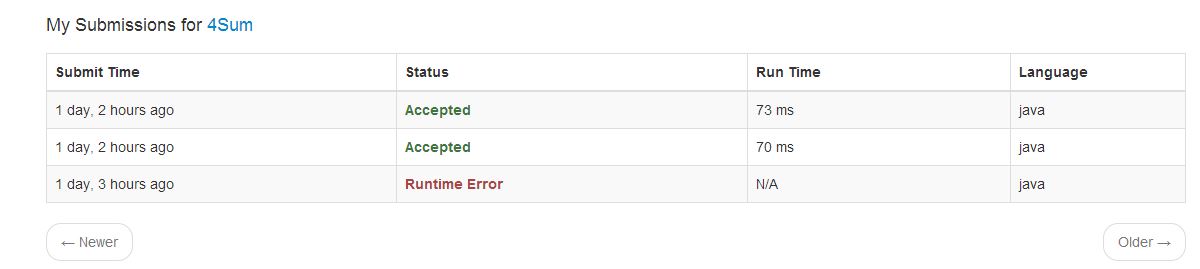 My Submissions for 4Sum
Submit Time Status Run Time Language
1 day, 2 hours ago Accepted 73 ms java
1 day, 2 hours ago Accepted 70 ms java
1 day, 3 hours ago Runtime Error N/A java
← Newer Older →